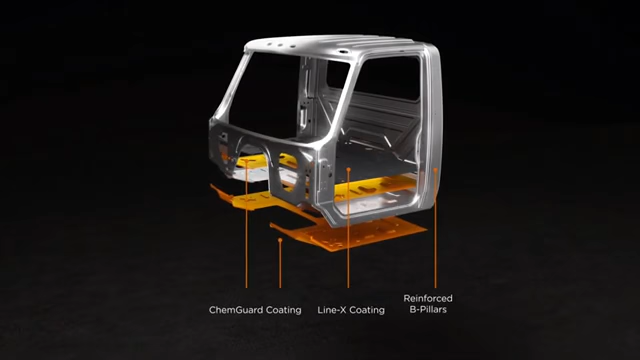 ChemGuard Coating
Line-X Coating
Reinforced
B-Pillars